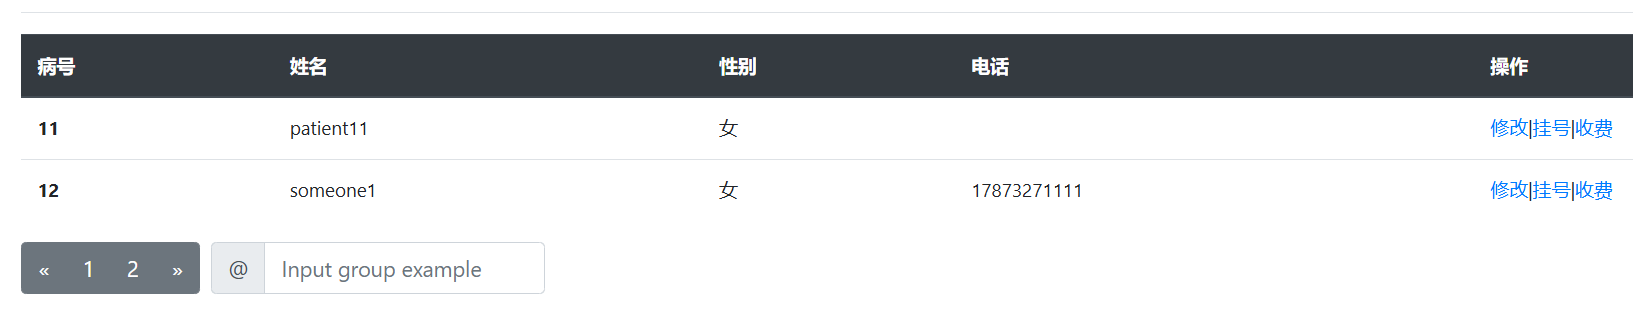 病号 姓名 性别 电话 操作
11 patient11 女 修改|挂号|收费
12 someone1 女 17873271111 修改|挂号|收费
« 1 2 » @ Input group example